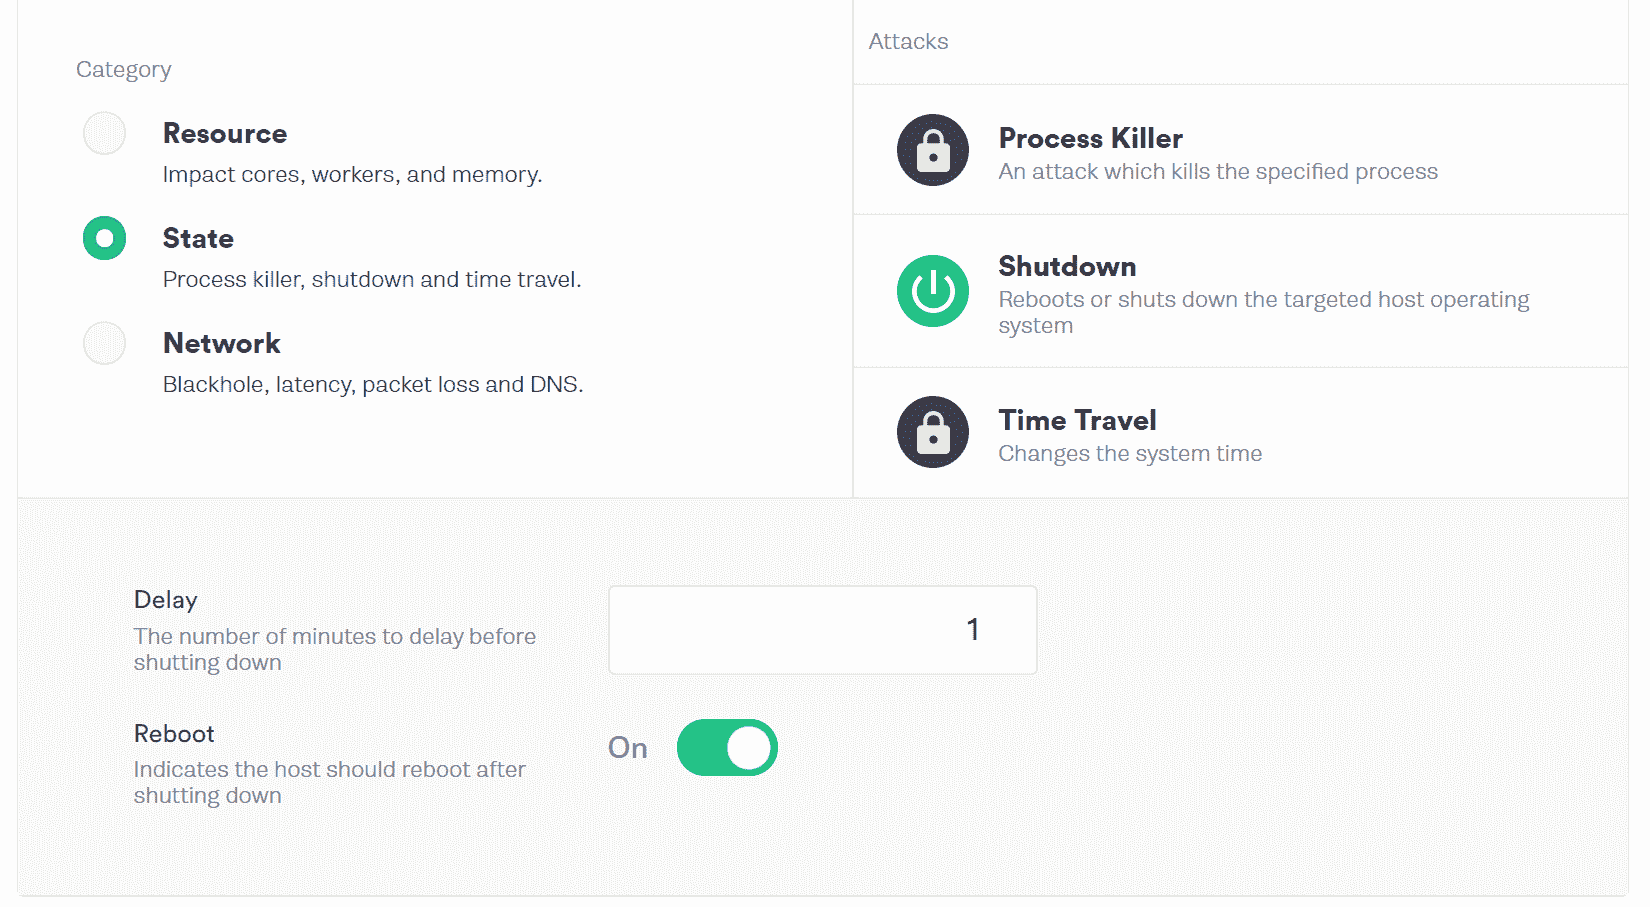 Category
Resource
Impact cores, workers, and memory.
State
Process killer, shutdown and time travel.
Network
Blackhole, latency, packet loss and DNS.
Attacks
Process Killer
An attack which kills the specified process
Shutdown
Reboots or shuts down the targeted host operating
system
Time Travel
Changes the system time
Delay
The number of minutes to delay before
shutting down
1
Reboot
Indicates the host should reboot after
shutting down
On